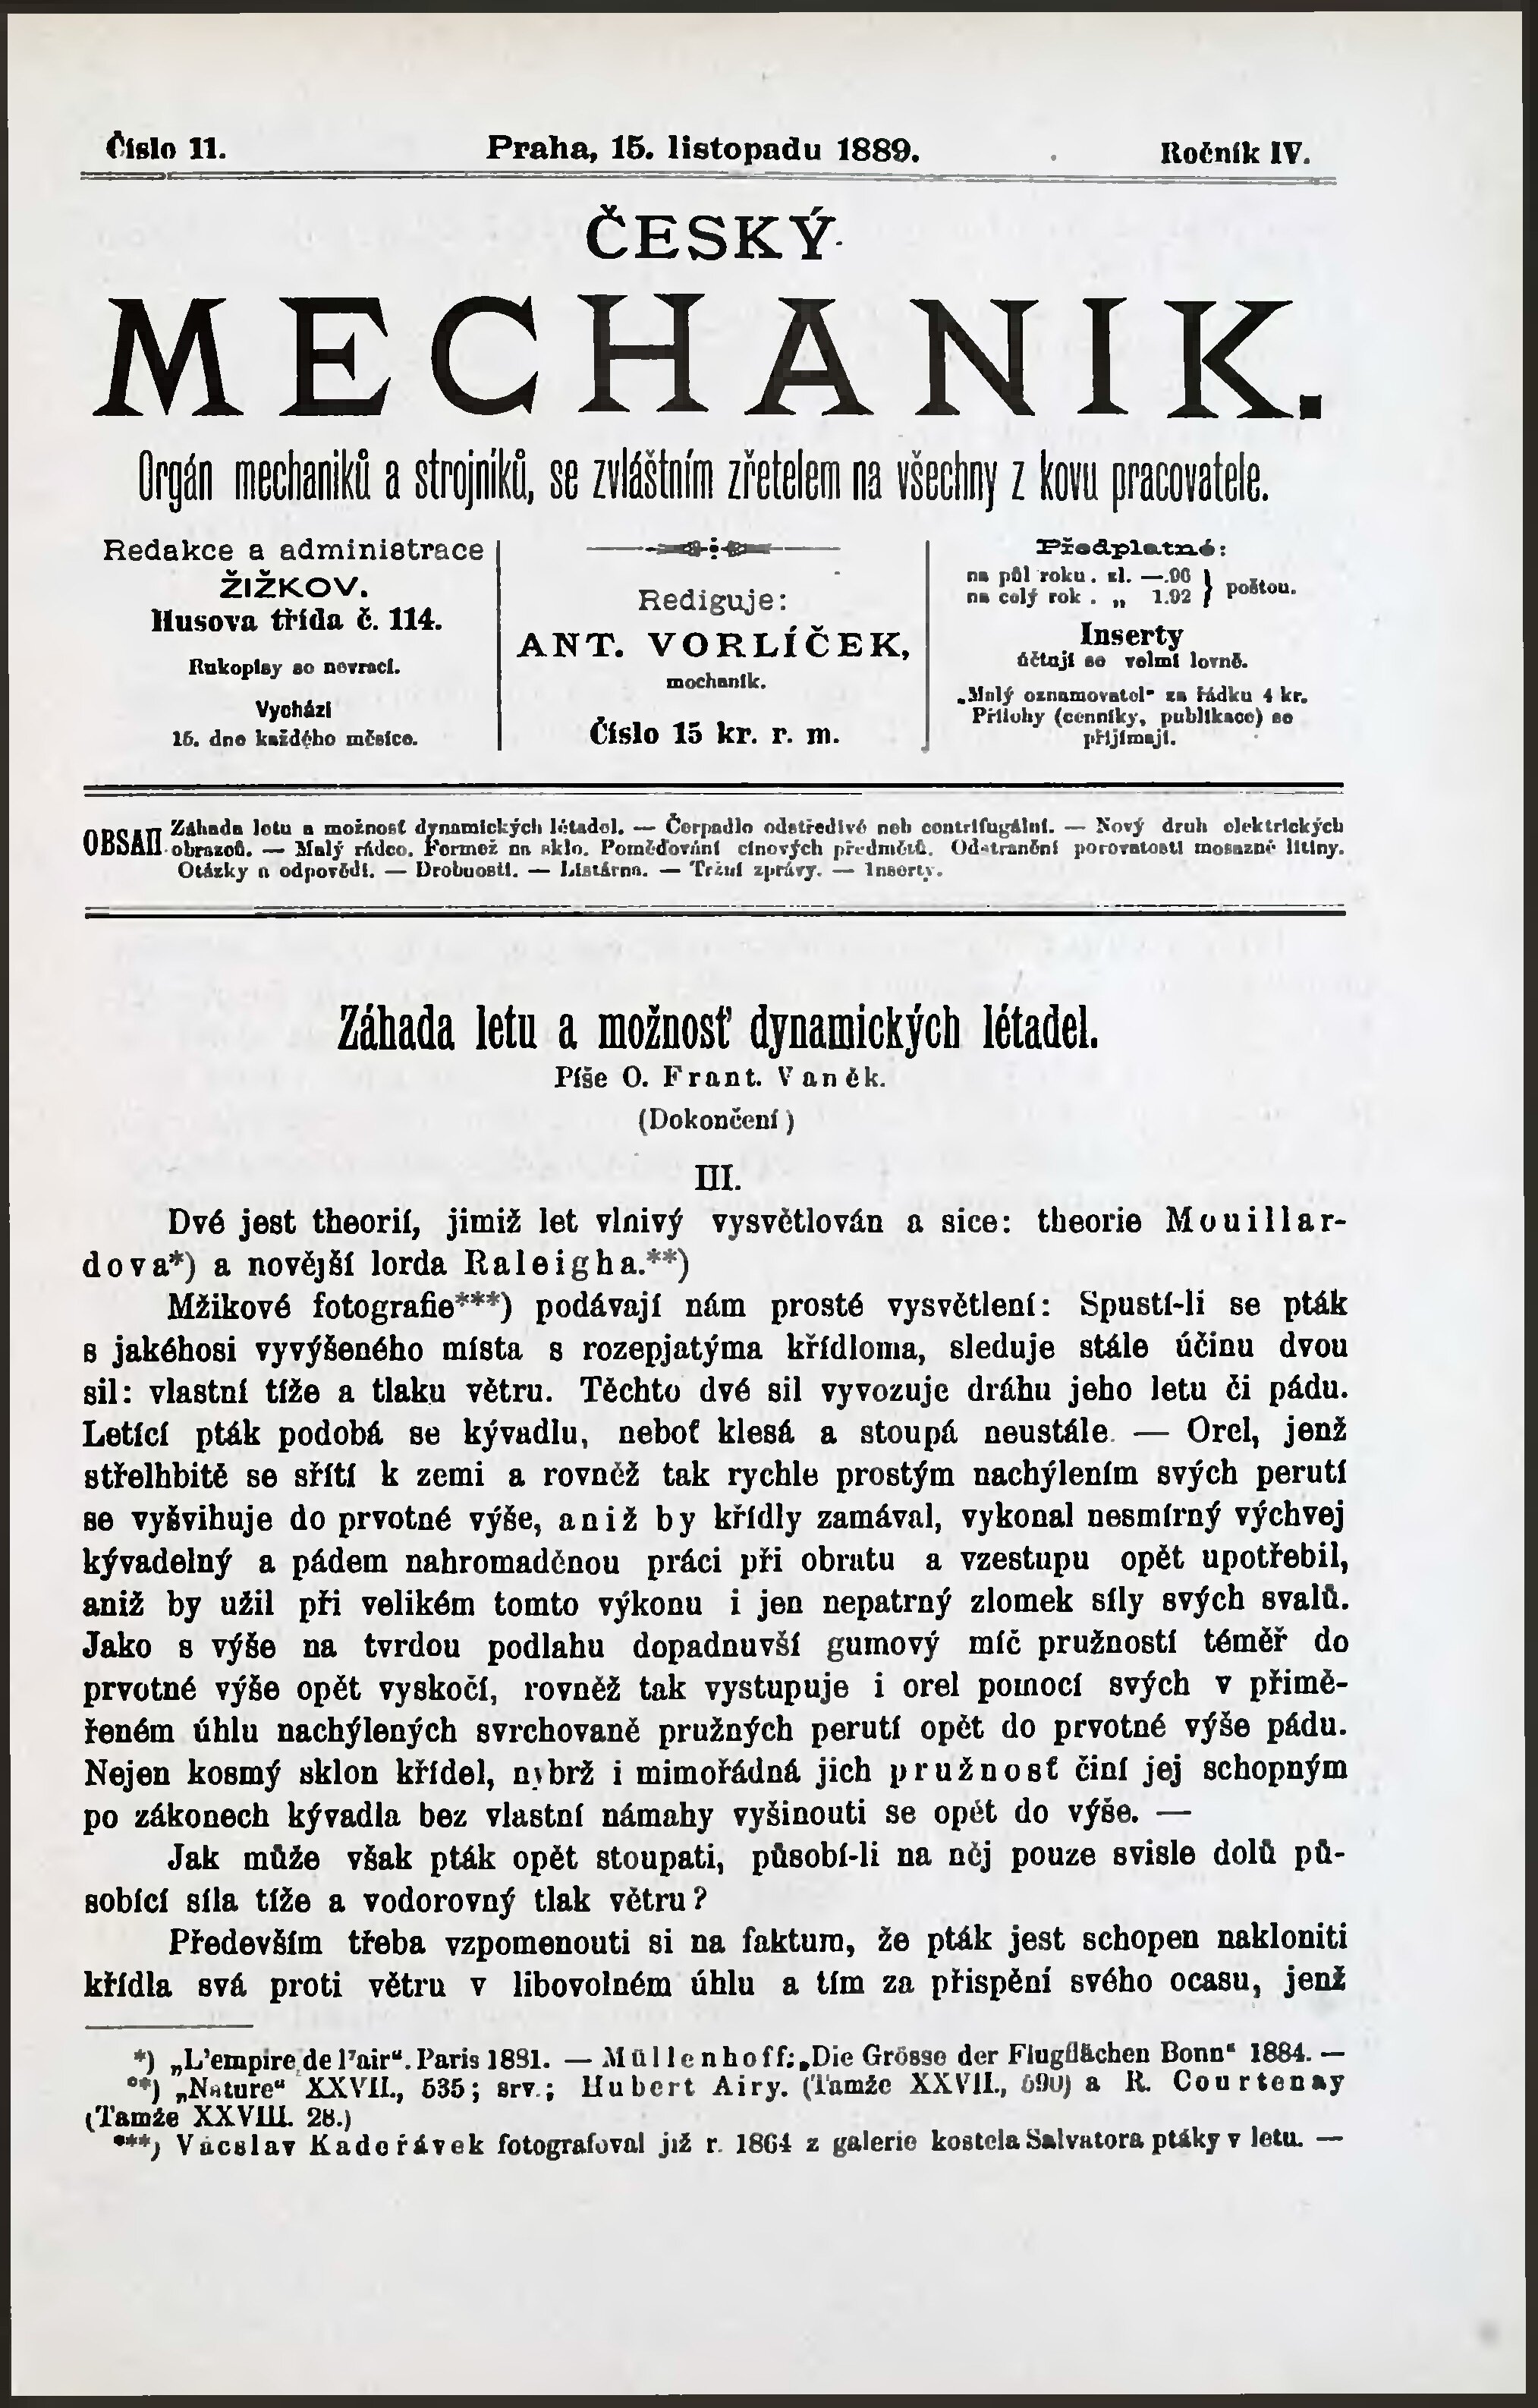 Číslo 11.
Praha, 15. listopadu 1889.
Ročník IV.
ČESKÝ
MECHANIK.
Orgán mechaniků a strojníků, se zvláštním zřetelem na všechny z kovu pracovatele.
Redakce a administrace
ŽIŽKOV.
Husova třída č. 114.
Rukopisy se nevrací.
Vychází
15. dne každého měsíce.
Rediguje:
ANT. VORLÍČEK,
mechanik.
Číslo 15 kr. r. m.
Předplatné:
na půl roku . zl. —.96
na celý rok . „ 1.92
} poštou.
Inserty
účtují se velmi levně.
„Malý oznamovatel“ za řádku 4 kr.
Přílohy (cenníky, publikace) se
přijímají.
OBSAH Záhada letu a možnosť dynamických létadel. — Čerpadlo odstředivé neb centrifugální. — Nový druh elektrických
obrazců. — Malý rádce. Fermež na sklo. Poměďování cínových předmětů. Odstranění porovatosti mosazné litiny.
Otázky a odpovědi. — Drobnosti. — Listárna. — Tržní zprávy. — Inserty.
Záhada letu a možnosť dynamických létadel.
Píše O. Frant. Vaněk.
(Dokončení)
III.
Dvé jest theorií, jimiž let vlnivý vysvětlován a sice: theorie Mouillar-
dova*) a novější lorda Raleigha.**)
Mžikové fotografie***) podávají nám prosté vysvětlení: Spustí-li se pták
s jakéhosi vyvýšeného místa s rozepjatýma křídloma, sleduje stále účinu dvou
sil: vlastní tíže a tlaku větru. Těchto dvé sil vyvozuje dráhu jeho letu či pádu.
Letící pták podobá se kývadlu, neboť klesá a stoupá neustále. — Orel, jenž
střelhbitě se sřítí k zemi a rovněž tak rychle prostým nachýlením svých perutí
se vyšvihuje do prvotné výše, aniž by křídly zamával, vykonal nesmírný výchvej
kývadelný a pádem nahromaděnou práci při obratu a vzestupu opět upotřebil,
aniž by užil při velikém tomto výkonu i jen nepatrný zlomek síly svých svalů.
Jako s výše na tvrdou podlahu dopadnuvší gumový míč pružností téměř do
prvotné výše opět vyskočí, rovněž tak vystupuje i orel pomocí svých v přimě-
řeném úhlu nachýlených svrchovaně pružných perutí opět do prvotné výše pádu.
Nejen kosmý sklon křídel, nybrž i mimořádná jich pružnosť činí jej schopným
po zákonech kývadla bez vlastní námahy vyšinouti se opét do výše. —
Jak může však pták opět stoupati, působí-li na něj pouze svisle dolů pů-
sobící síla tíže a vodorovný tlak větru?
Především třeba vzpomenouti si na faktum, že pták jest schopen nakloniti
křídla svá proti větru v libovolném úhlu a tím za přispění svého ocasu, jenž
*) „L’empire de l’air“. Paris 1881. — Müllenhoff: „Die Grösse der Flugflächen Bonn“ 1884. —
**) „Nature“ XXVII., 535; srv.; Hubert Airy. (Tamže XXVII., 590) a R. Courtenay
(Tamže XXVIII. 28.)
***) Vácslav Kadeřávek fotografoval již r. 1864 z galerie kostela Salvatora ptáky v letu. —